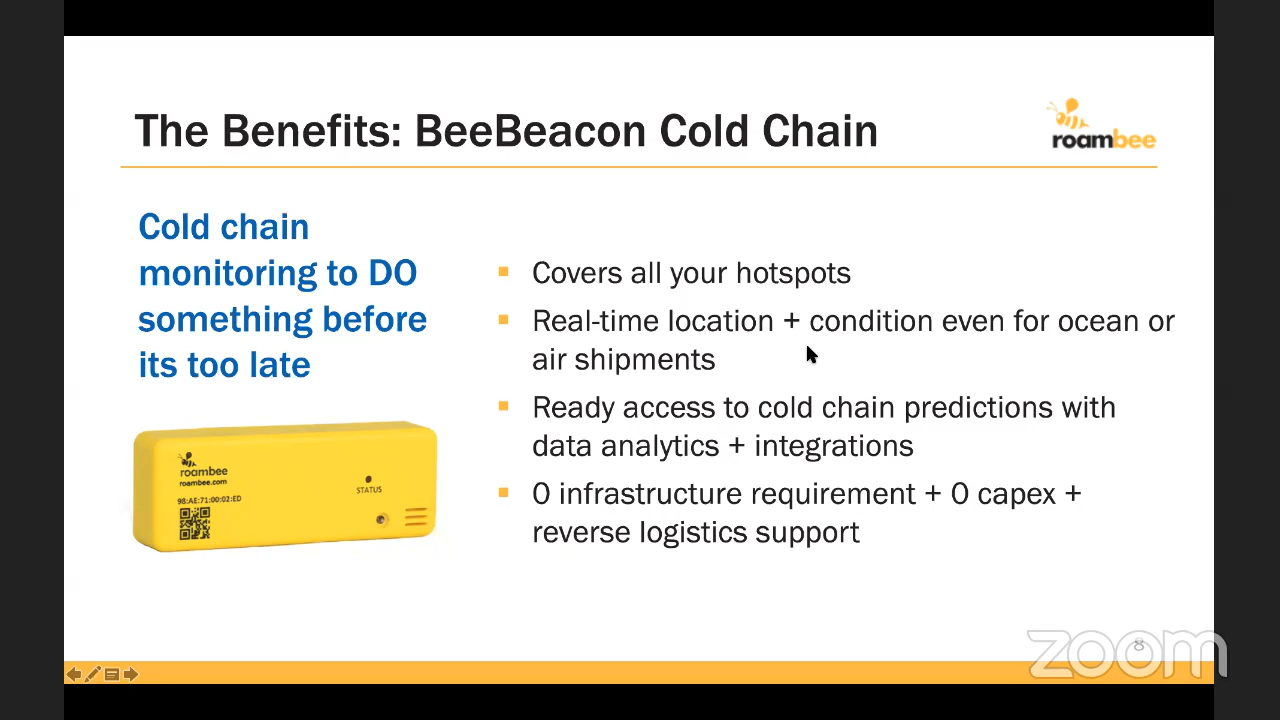 The Benefits: BeeBeacon Cold Chain
roambee
Cold chain
monitoring to DO
something before
its too late
Covers all your hotspots
Real-time location + condition even for ocean or
air shipments
Ready access to cold chain predictions with
data analytics + integrations
0 infrastructure requirement + 0 capex +
reverse logistics support
roambee
roambee.com
98:AE:71:00:02:ED
STATUS
8
zoom